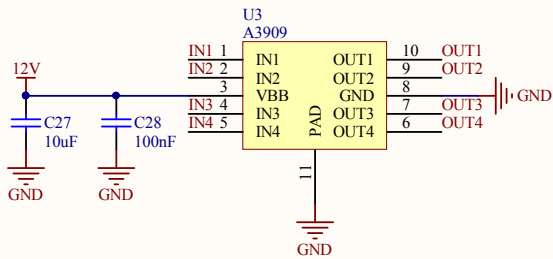 U3
A3909
IN1 1 IN1 OUT1 10 OUT1
IN2 2 IN2 OUT2 9 OUT2
12V 3 VBB GND 8 GND
IN3 4 IN3 OUT3 7 OUT3
IN4 5 IN4 OUT4 6 OUT4
PAD
11
C27
10uF
C28
100nF
GND
GND
GND